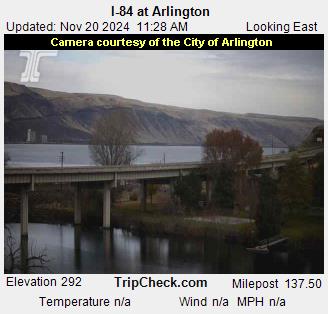 I-84 at Arlington
Updated: Nov 20 2024 11:28 AM Looking East
Camera courtesy of the City of Arlington
Elevation 292 TripCheck.com Milepost 137.50
Temperature n/a Wind n/a MPH n/a